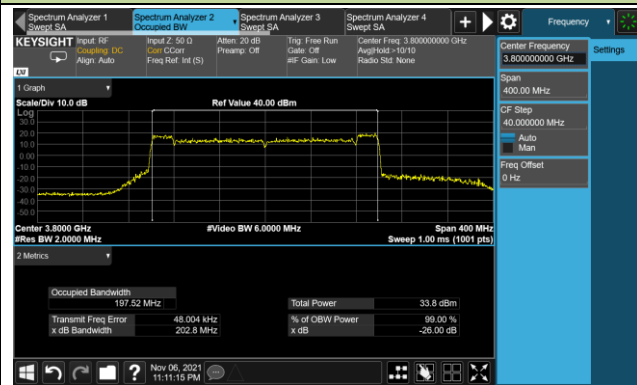 Spectrum Analyzer 1
Swept SA
Spectrum Analyzer 2
Occupied BW
Spectrum Analyzer 3
Swept SA
Spectrum Analyzer 4
Swept SA
Frequency
KEYSIGHT
Input: RF
Coupling: DC
Align: Auto
Input Z: 50 Ω
Corr CCorr
Freq Ref: Int (S)
Atten: 20 dB
Preamp: Off
Trig: Free Run
Gate: Off
#IF Gain: Low
Center Freq: 3.800000000 GHz
Avg|Hold:>10/10
Radio Std: None
LXI
Center Frequency
3.800000000 GHz
Settings
Span
400.00 MHz
CF Step
40.000000 MHz
Auto
Man
Freq Offset
0 Hz
1 Graph
Scale/Div 10.0 dB
Ref Value 40.00 dBm
Log
30.0
20.0
10.0
0.00
-10.0
-20.0
-30.0
-40.0
-50.0
Center 3.8000 GHz
#Video BW 6.0000 MHz
Span 400 MHz
#Res BW 2.0000 MHz
Sweep 1.00 ms (1001 pts)
2 Metrics
Occupied Bandwidth
197.52 MHz
Total Power 33.8 dBm
Transmit Freq Error 48.004 kHz
% of OBW Power 99.00 %
x dB Bandwidth 202.8 MHz
x dB -26.00 dB
Nov 06, 2021
11:11:15 PM